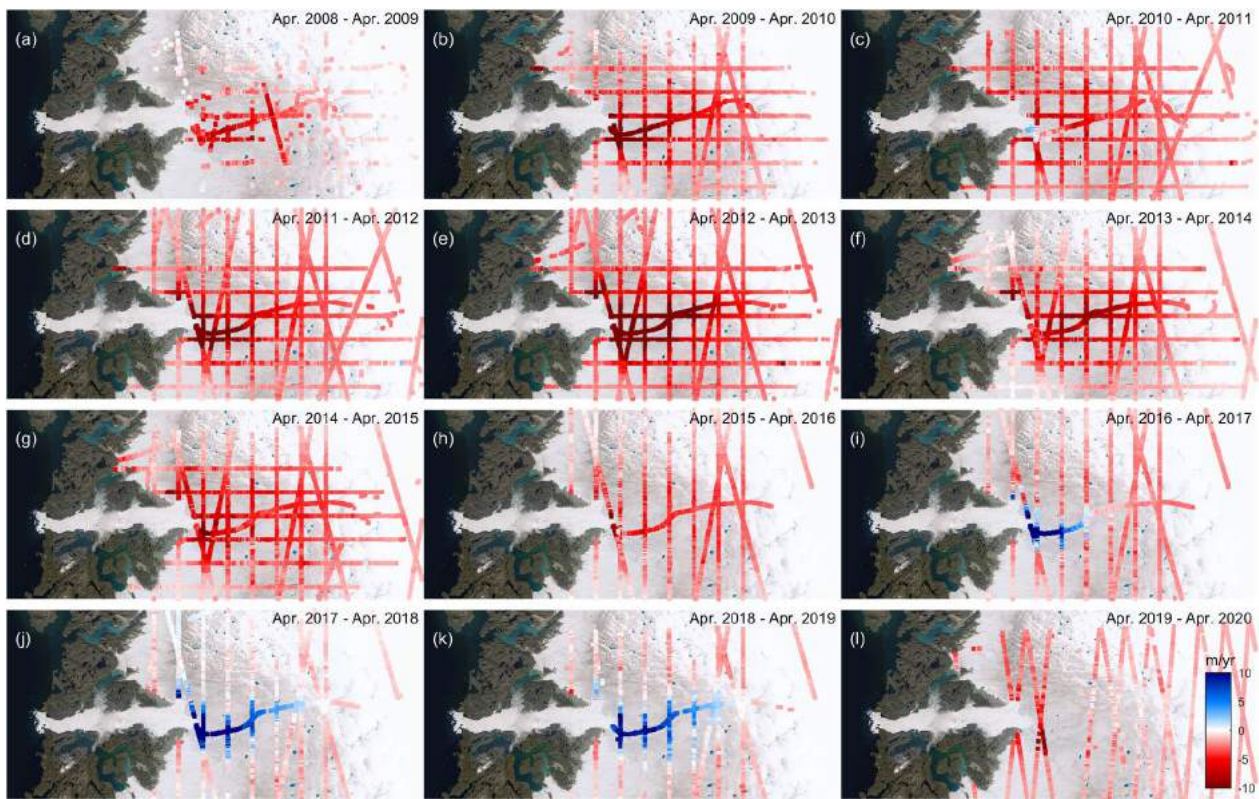 (a) Apr. 2008 - Apr. 2009
(b) Apr. 2009 - Apr. 2010
(c) Apr. 2010 - Apr. 2011
(d) Apr. 2011 - Apr. 2012
(e) Apr. 2012 - Apr. 2013
(f) Apr. 2013 - Apr. 2014
(g) Apr. 2014 - Apr. 2015
(h) Apr. 2015 - Apr. 2016
(i) Apr. 2016 - Apr. 2017
(j) Apr. 2017 - Apr. 2018
(k) Apr. 2018 - Apr. 2019
(l) Apr. 2019 - Apr. 2020
m/yr
10
5
0
-5
-10